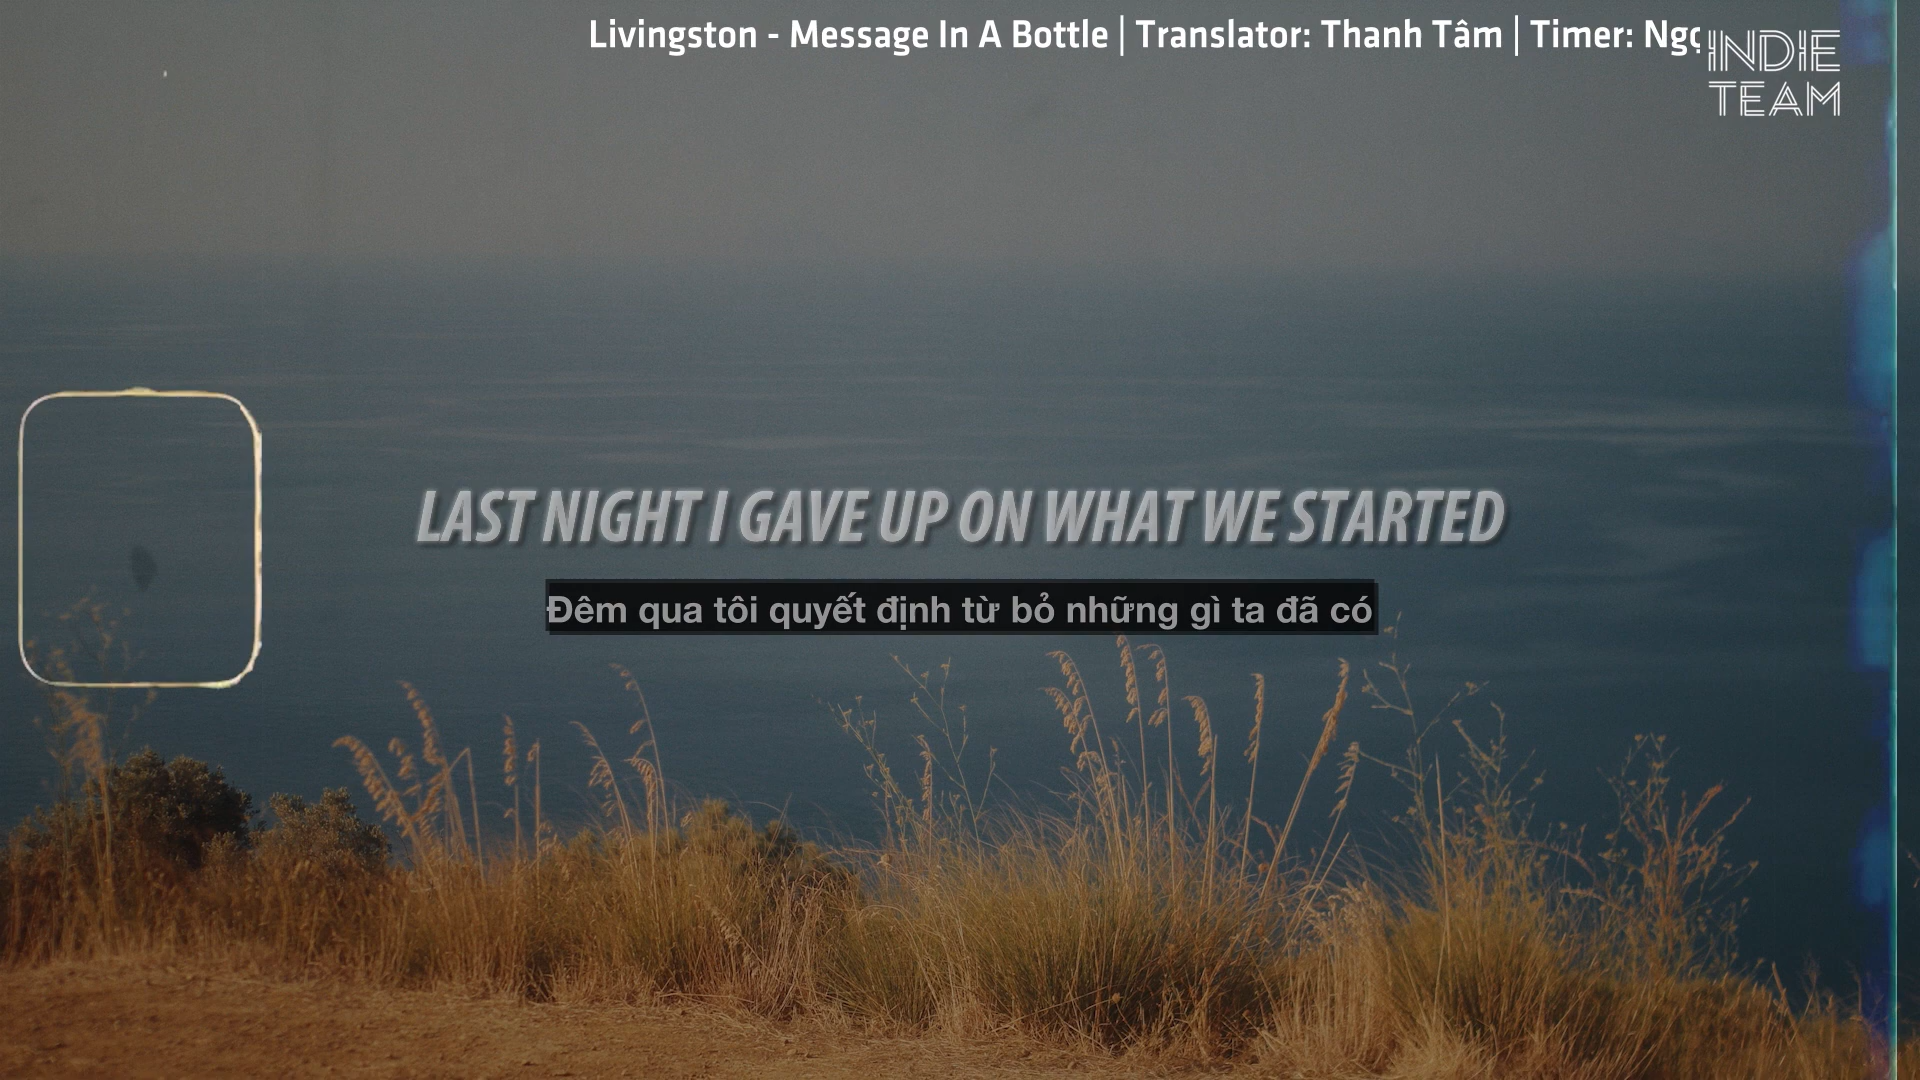 Livingston - Message In A Bottle | Translator: Thanh Tâm | Timer:
INDIE
TEAM
LAST NIGHT I GAVE UP ON WHAT WE STARTED
Đêm qua tôi quyết định từ bỏ những gì ta đã có